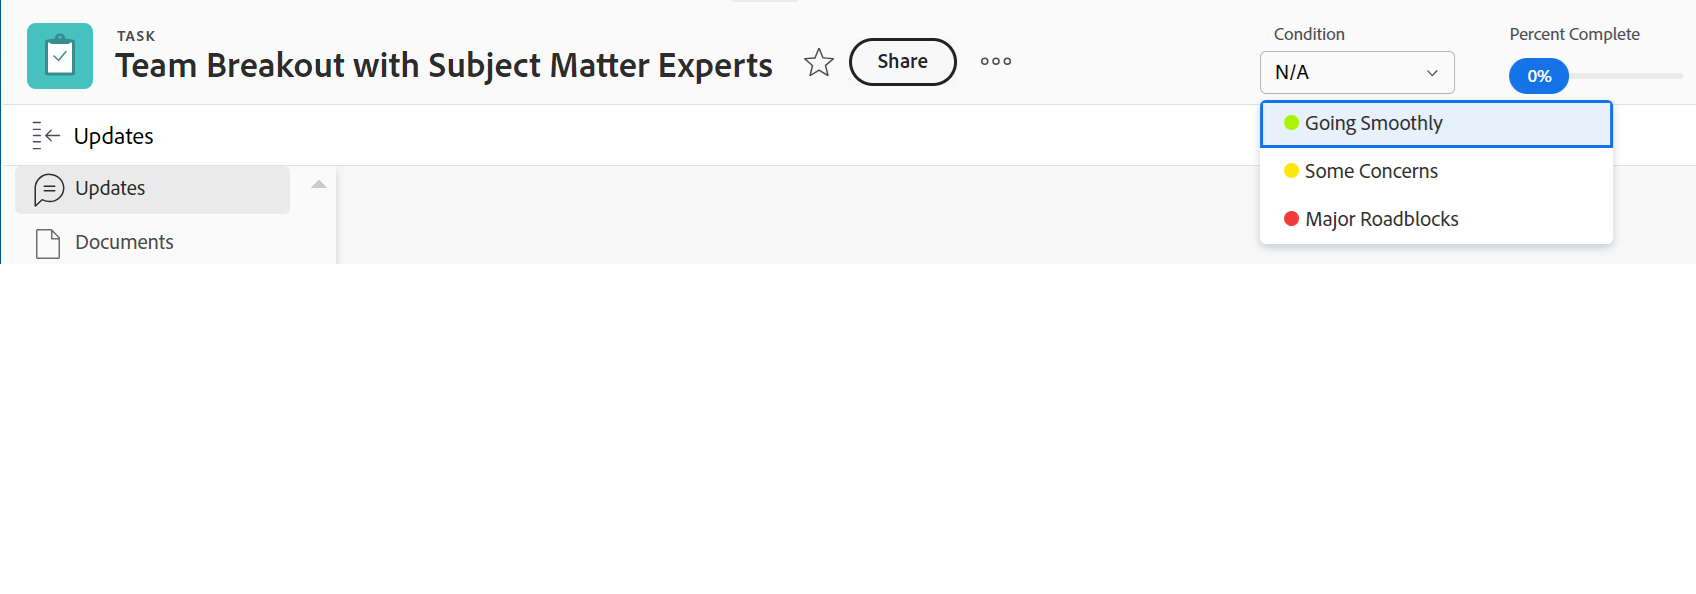 TASK
Team Breakout with Subject Matter Experts
Share
Condition
N/A
Percent Complete
0%
Going Smoothly
Some Concerns
Major Roadblocks
Updates
Updates
Documents